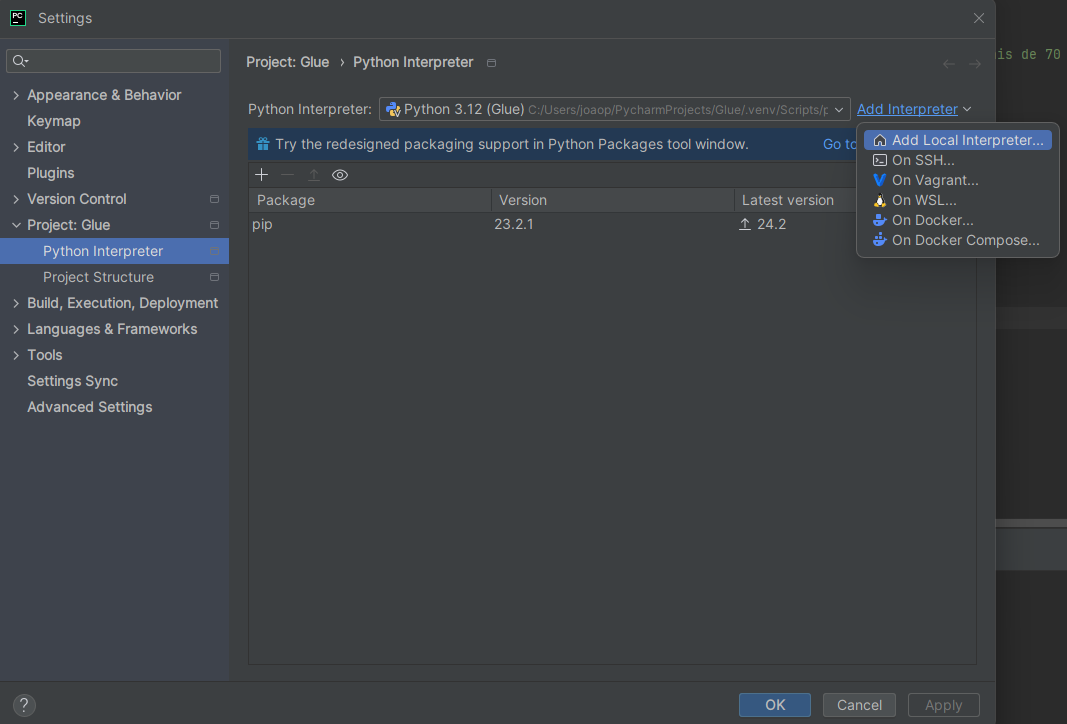 PC Settings
Project: Glue › Python Interpreter
is de 70
Appearance & Behavior
Keymap
Editor
Plugins
Version Control
Project: Glue
Python Interpreter
Project Structure
Build, Execution, Deployment
Languages & Frameworks
Tools
Settings Sync
Advanced Settings
Python Interpreter: Python 3.12 (Glue) C:/Users/joaop/PycharmProjects/Glue/.venv/Scripts/p Add Interpreter
Try the redesigned packaging support in Python Packages tool window. Go to
Add Local Interpreter...
On SSH...
On Vagrant...
On WSL...
On Docker...
On Docker Compose...
Package Version Latest version
pip 23.2.1 24.2
? OK Cancel Apply